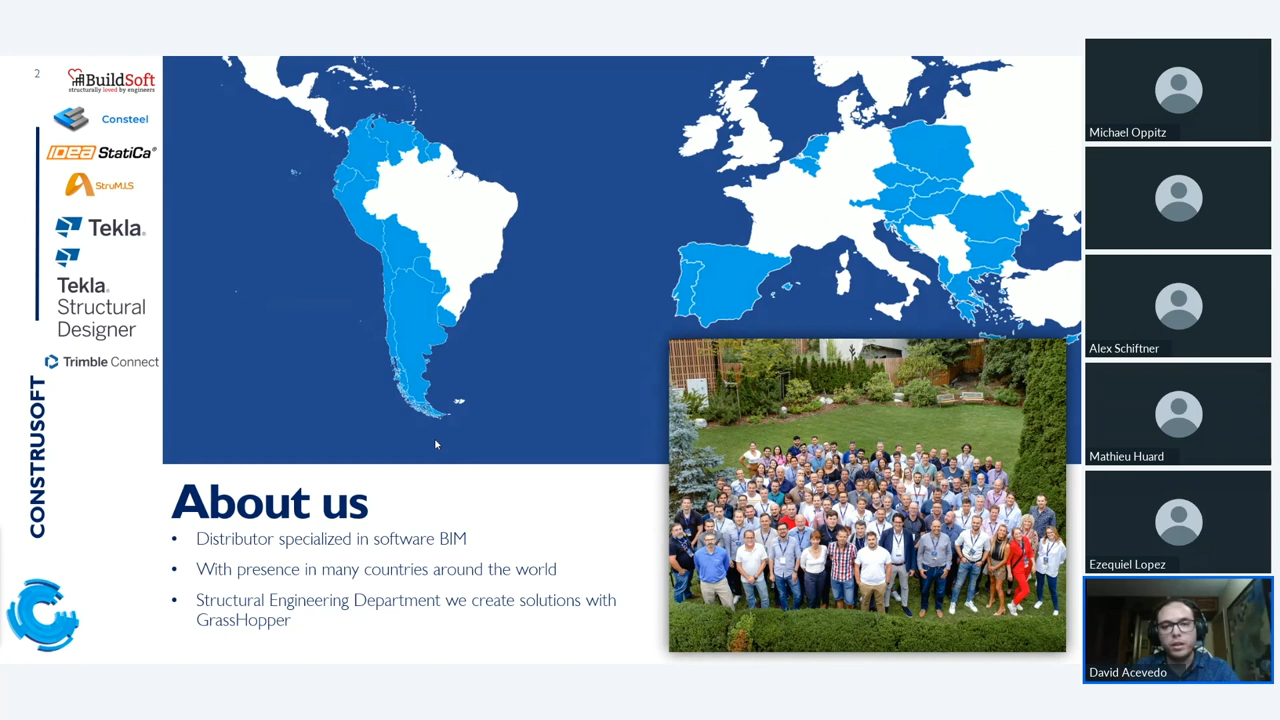 2
BuildSoft
structurally loved by engineers
Consteel
IDEA StatiCa®
StruM.I.S
Tekla®
Tekla®
Structural
Designer
Trimble Connect
CONSTRUSOFT
About us
• Distributor specialized in software BIM
• With presence in many countries around the world
• Structural Engineering Department we create solutions with
GrassHopper
Michael Oppitz
Alex Schiftner
Mathieu Huard
Ezequiel Lopez
David Acevedo